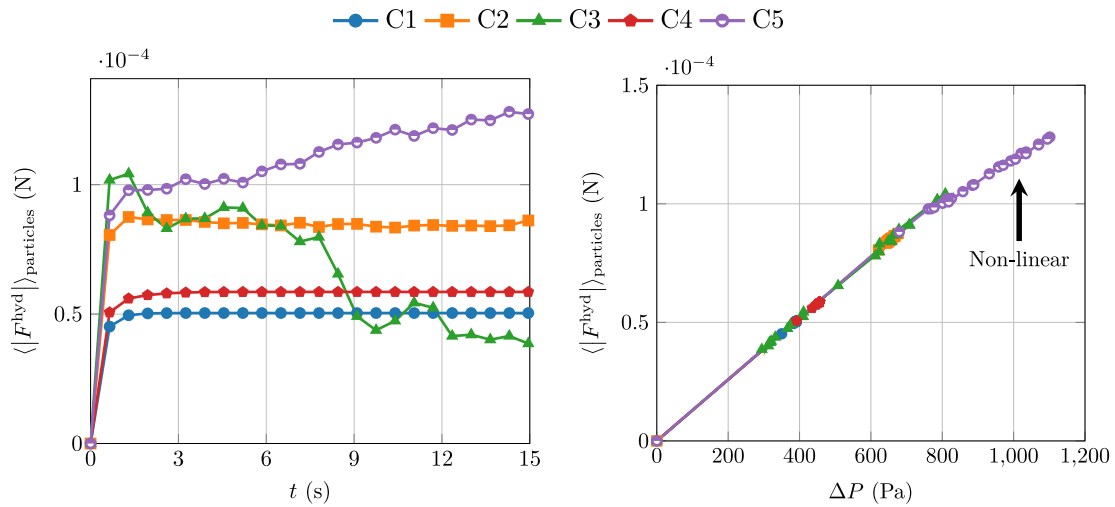 C1 C2 C3 C4 C5
·10⁻⁴
1
0.5
0
0 3 6 9 12 15
t (s)
⟨|F^hyd|⟩_particles (N)
·10⁻⁴
1.5
1.0
0.5
0
0 200 400 600 800 1,000 1,200
ΔP (Pa)
⟨|F^hyd|⟩_particles (N)
Non-linear